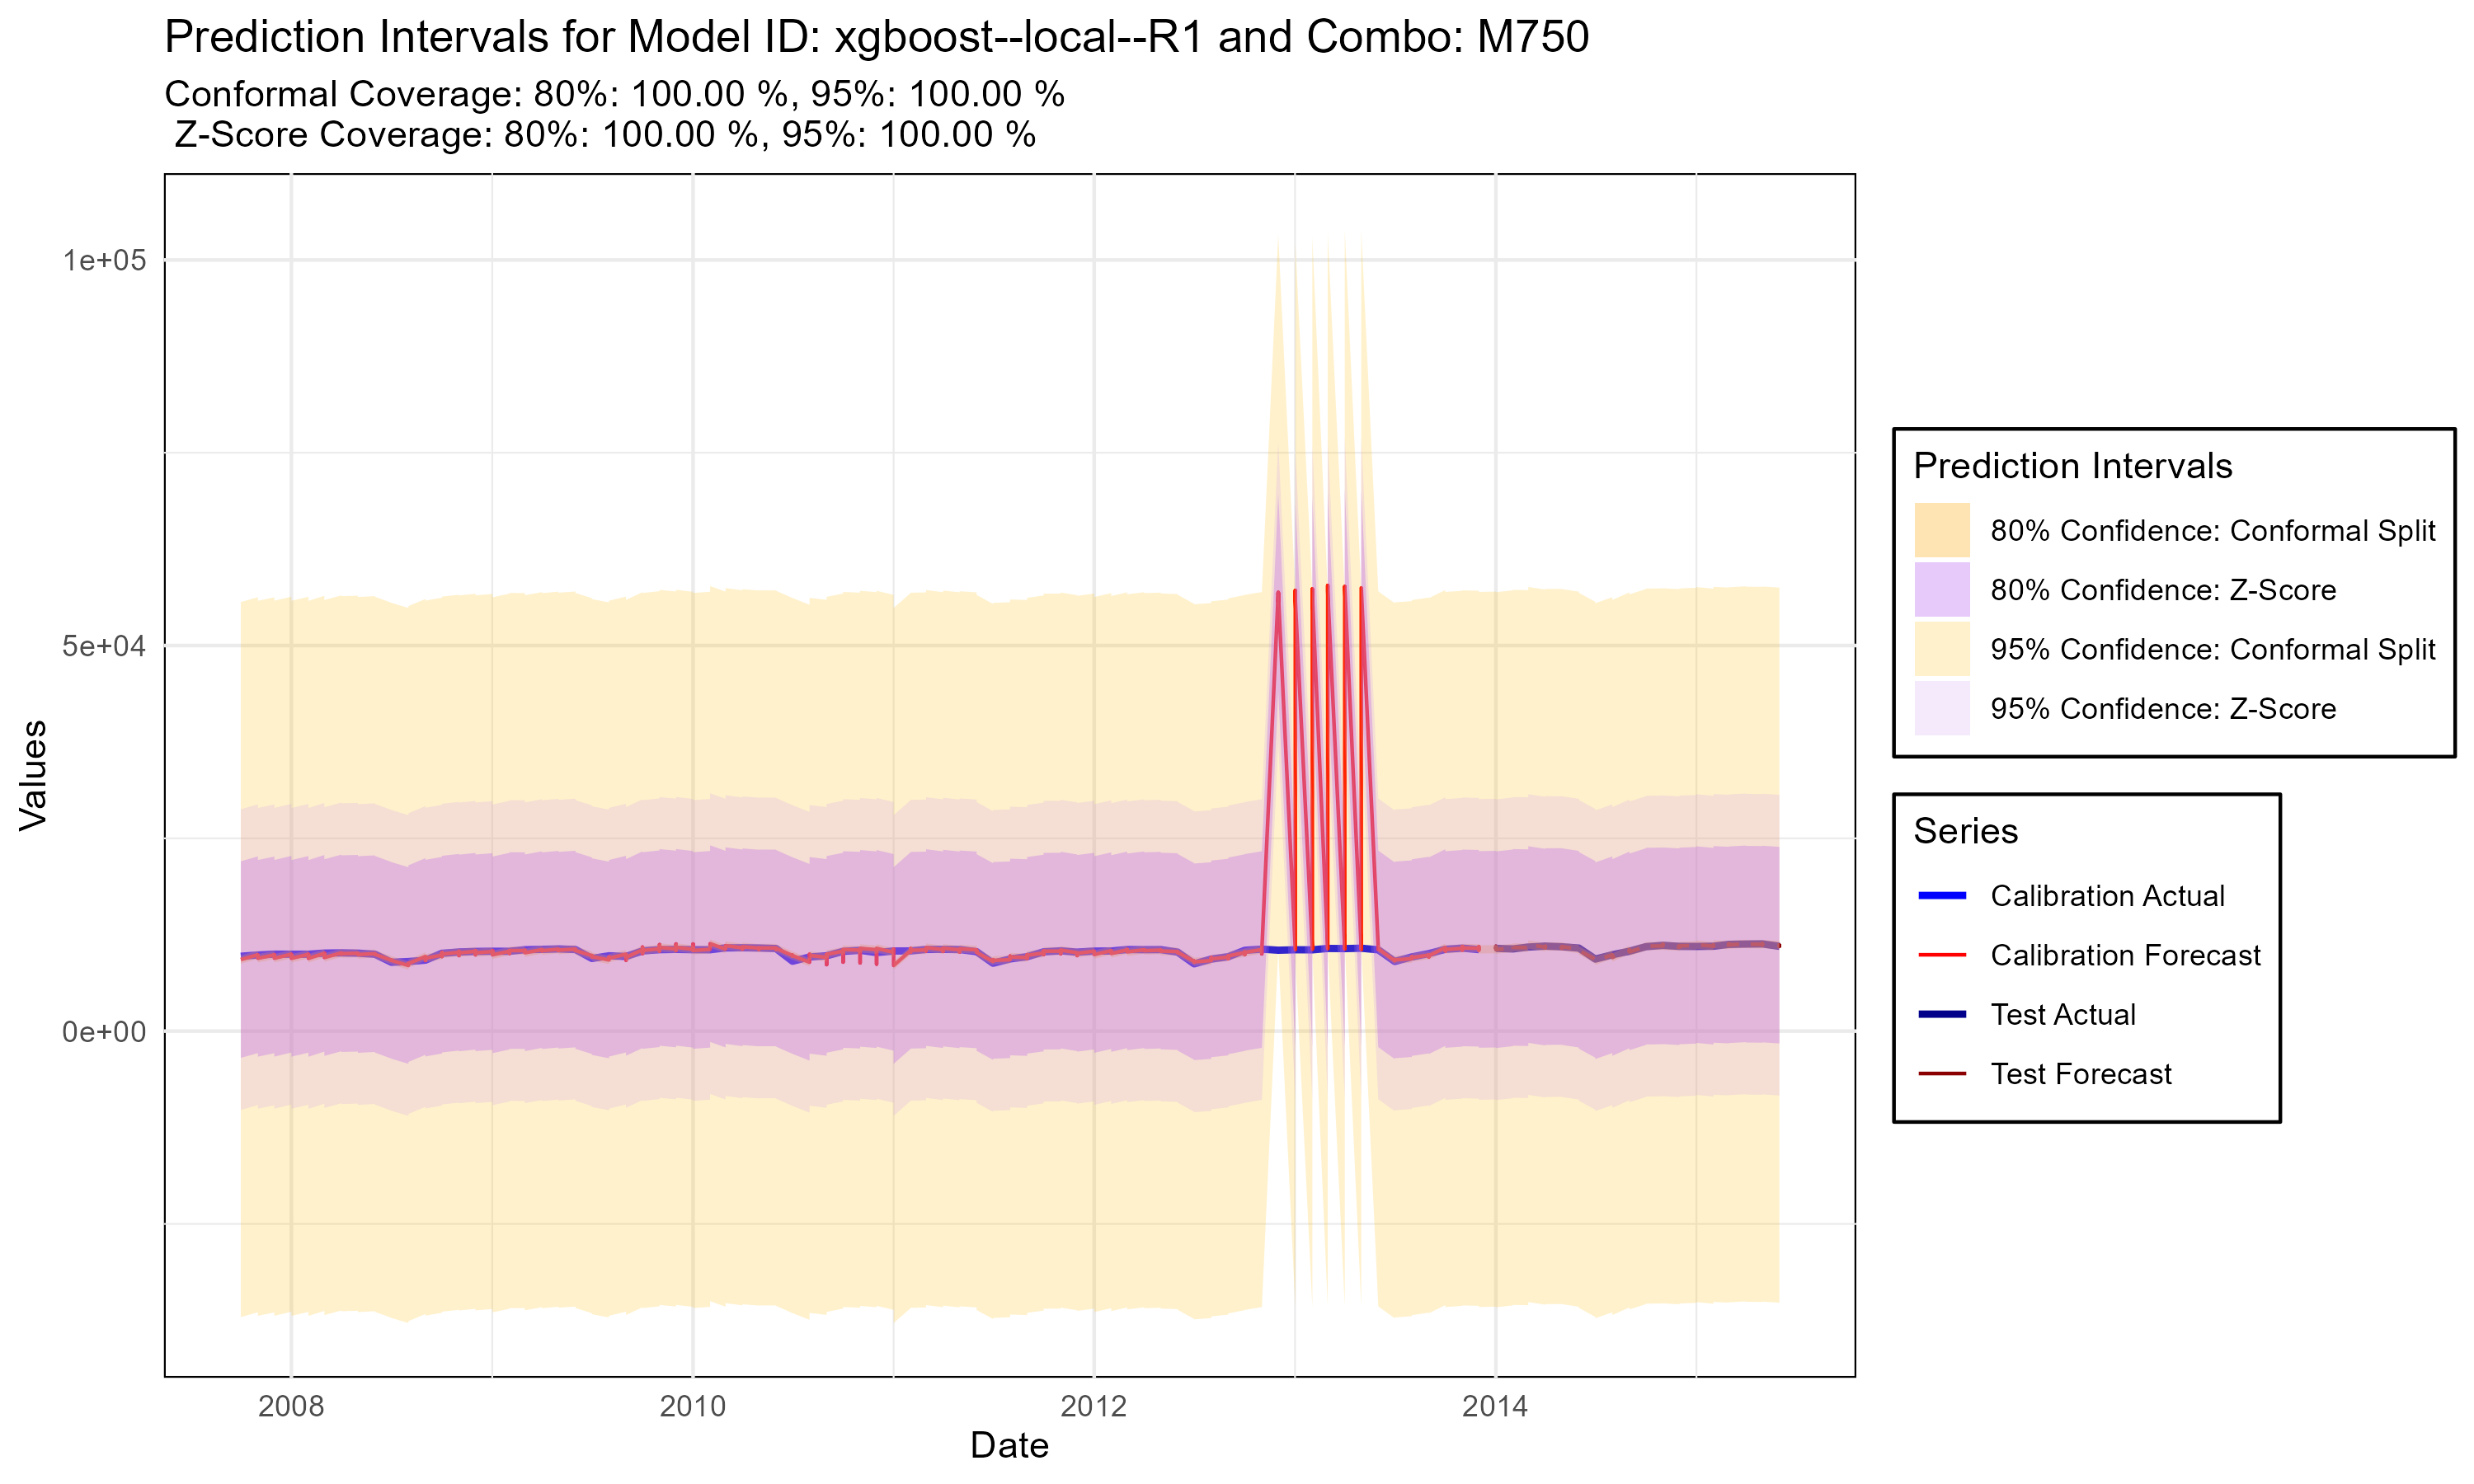 Prediction Intervals for Model ID: xgboost--local--R1 and Combo: M750
Conformal Coverage: 80%: 100.00 %, 95%: 100.00 %
Z-Score Coverage: 80%: 100.00 %, 95%: 100.00 %
Values
1e+05
5e+04
0e+00
2008
2010
2012
2014
Date
Prediction Intervals
80% Confidence: Conformal Split
80% Confidence: Z-Score
95% Confidence: Conformal Split
95% Confidence: Z-Score
Series
Calibration Actual
Calibration Forecast
Test Actual
Test Forecast